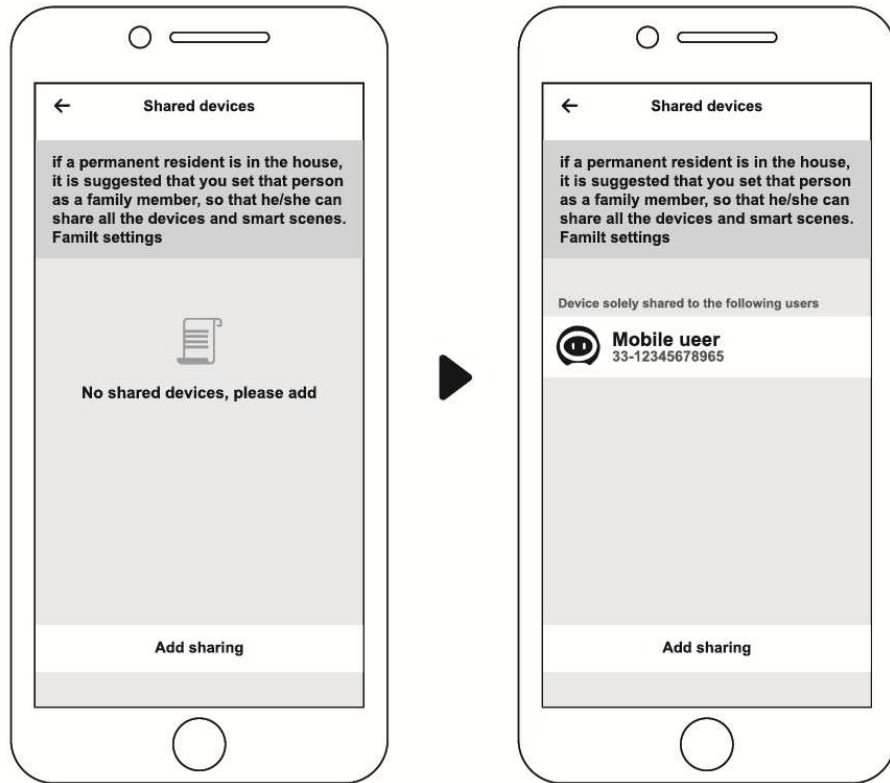 Shared devices
if a permanent resident is in the house,
it is suggested that you set that person
as a family member, so that he/she can
share all the devices and smart scenes.
Familt settings
No shared devices, please add
Add sharing
Shared devices
if a permanent resident is in the house,
it is suggested that you set that person
as a family member, so that he/she can
share all the devices and smart scenes.
Familt settings
Device solely shared to the following users
Mobile ueer
33-12345678965
Add sharing